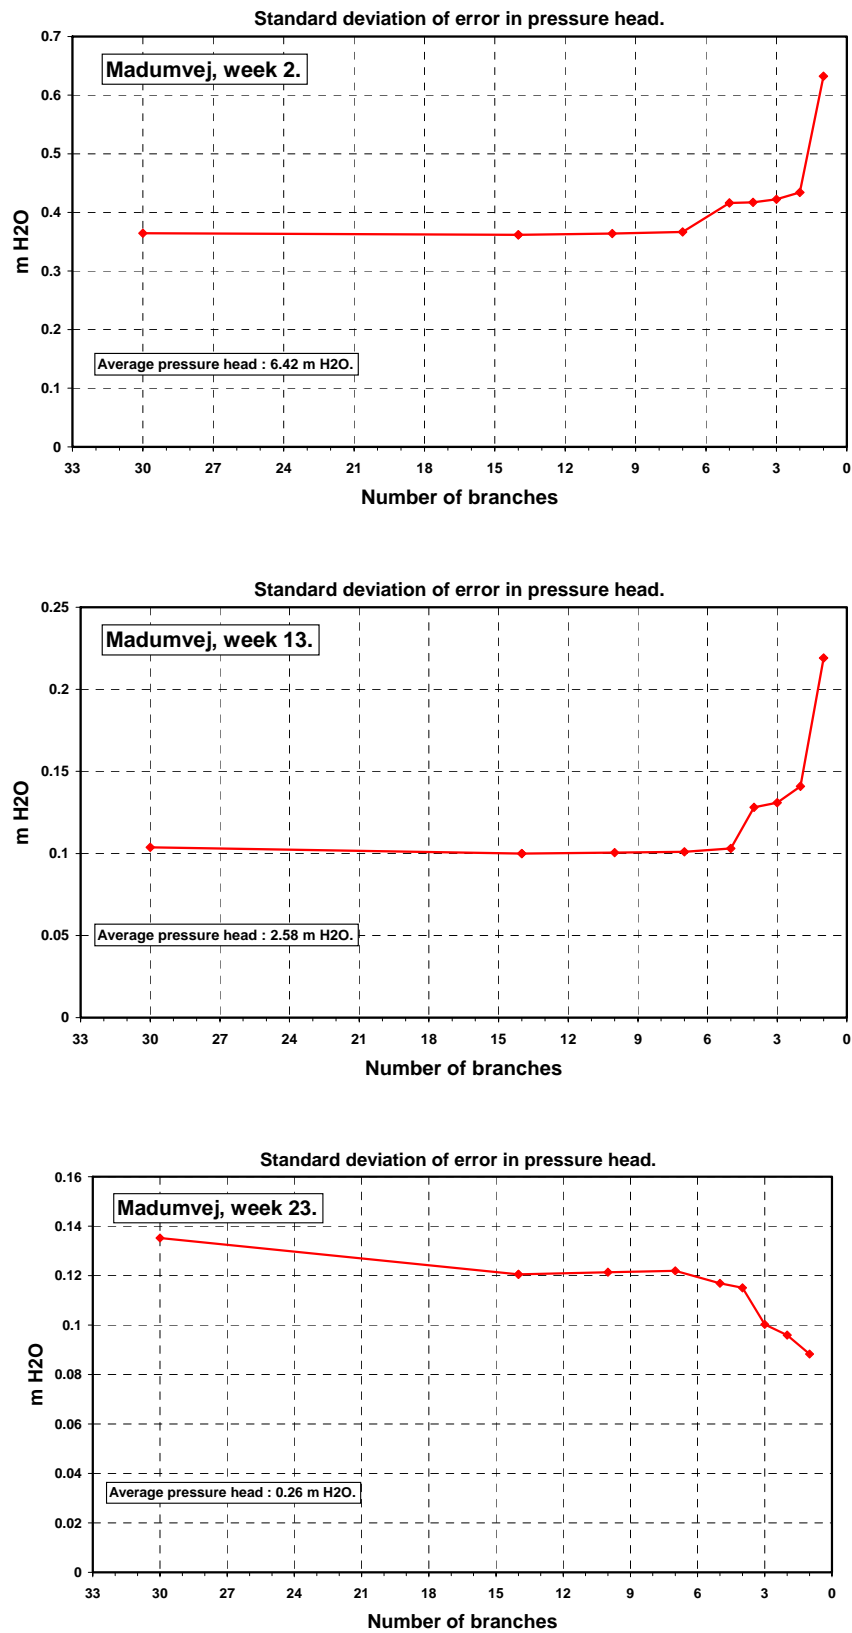 Standard deviation of error in pressure head.
0.7
Madumvej, week 2.
0.6
0.5
0.4
m H2O
0.3
0.2
Average pressure head : 6.42 m H2O.
0.1
0
33 30 27 24 21 18 15 12 9 6 3 0
Number of branches
Standard deviation of error in pressure head.
0.25
Madumvej, week 13.
0.2
0.15
m H2O
0.1
Average pressure head : 2.58 m H2O.
0.05
0
33 30 27 24 21 18 15 12 9 6 3 0
Number of branches
Standard deviation of error in pressure head.
0.16
Madumvej, week 23.
0.14
0.12
0.1
m H2O
0.08
0.06
0.04
Average pressure head : 0.26 m H2O.
0.02
0
33 30 27 24 21 18 15 12 9 6 3 0
Number of branches